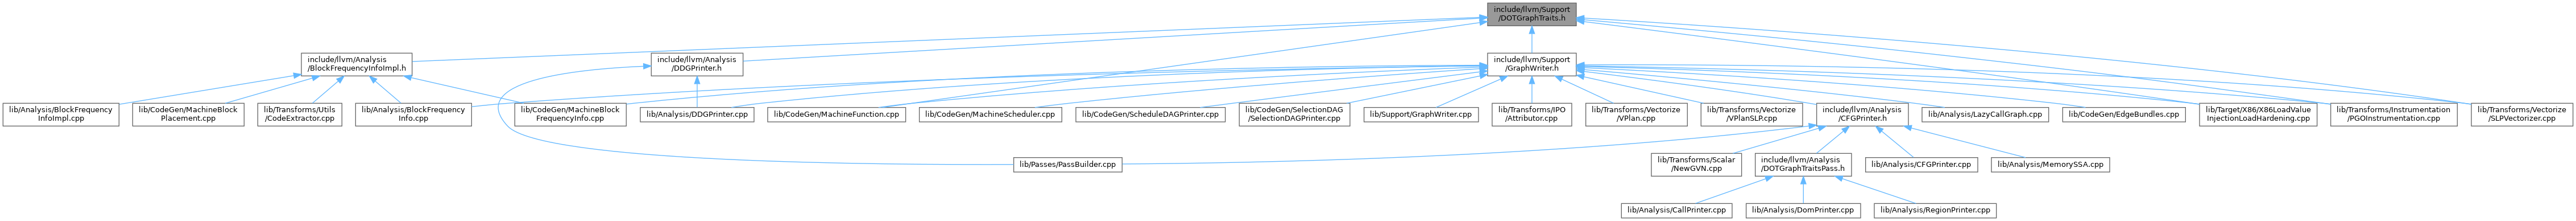 include/llvm/Support
/DOTGraphTraits.h
include/llvm/Analysis
/BlockFrequencyInfoImpl.h
include/llvm/Analysis
/DDGPrinter.h
include/llvm/Support
/GraphWriter.h
lib/Analysis/BlockFrequency
InfoImpl.cpp
lib/CodeGen/MachineBlock
Placement.cpp
lib/Transforms/Utils
/CodeExtractor.cpp
lib/Analysis/BlockFrequency
Info.cpp
lib/CodeGen/MachineBlock
FrequencyInfo.cpp
lib/Analysis/DDGPrinter.cpp
lib/CodeGen/MachineFunction.cpp
lib/CodeGen/MachineScheduler.cpp
lib/CodeGen/ScheduleDAGPrinter.cpp
lib/CodeGen/SelectionDAG
/SelectionDAGPrinter.cpp
lib/Support/GraphWriter.cpp
lib/Transforms/IPO
/Attributor.cpp
lib/Transforms/Vectorize
/VPlan.cpp
lib/Transforms/Vectorize
/VPlanSLP.cpp
include/llvm/Analysis
/CFGPrinter.h
lib/Analysis/LazyCallGraph.cpp
lib/CodeGen/EdgeBundles.cpp
lib/Target/X86/X86LoadValue
InjectionLoadHardening.cpp
lib/Transforms/Instrumentation
/PGOInstrumentation.cpp
lib/Transforms/Vectorize
/SLPVectorizer.cpp
lib/Passes/PassBuilder.cpp
lib/Transforms/Scalar
/NewGVN.cpp
include/llvm/Analysis
/DOTGraphTraitsPass.h
lib/Analysis/CFGPrinter.cpp
lib/Analysis/MemorySSA.cpp
lib/Analysis/CallPrinter.cpp
lib/Analysis/DomPrinter.cpp
lib/Analysis/RegionPrinter.cpp